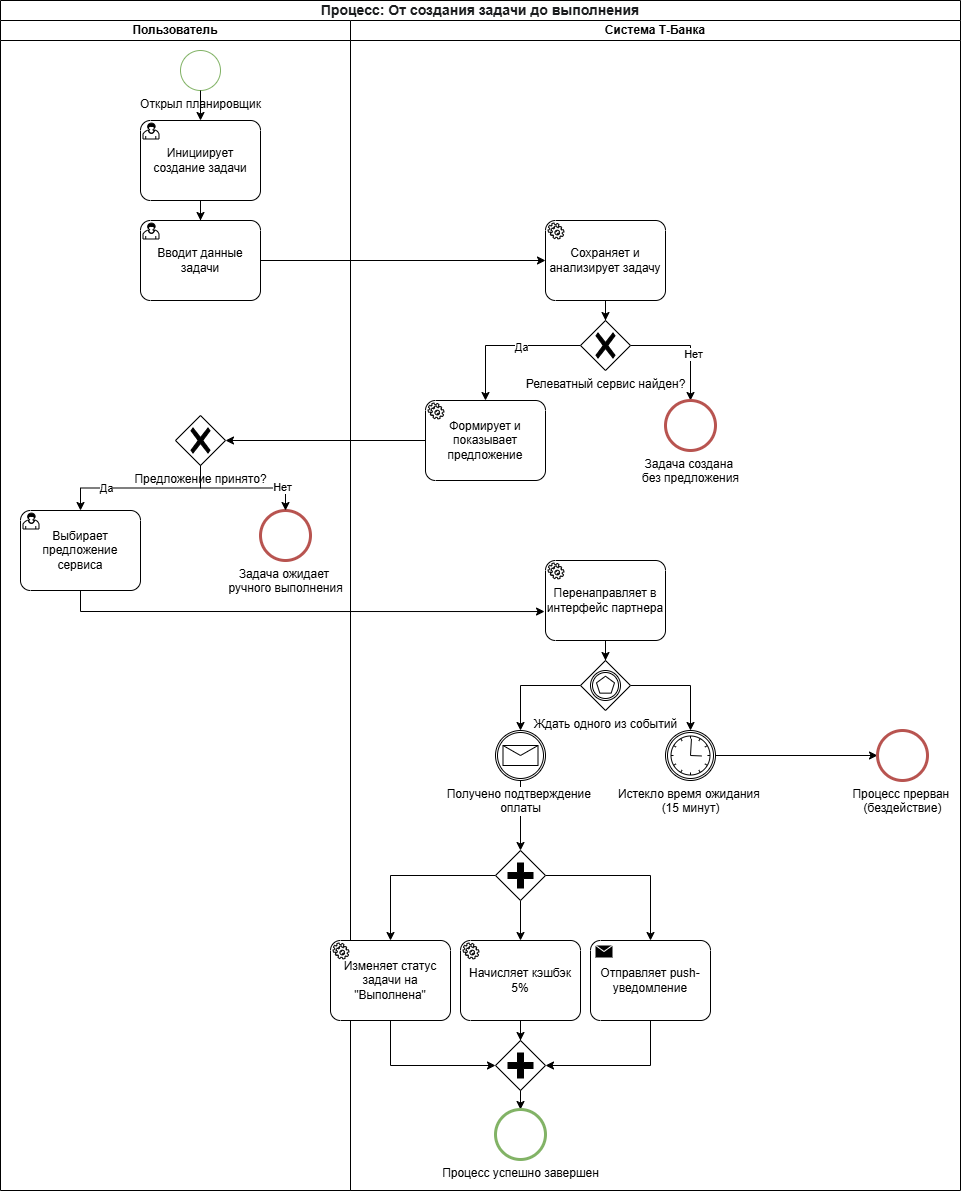 Процесс: От создания задачи до выполнения
Пользователь
Система Т-Банка
Открыл планировщик
Инициирует
создание задачи
Вводит данные
задачи
Сохраняет и
анализирует задачу
Да
Нет
Релеватный сервис найден?
Формирует и
показывает
предложение
Задача создана
без предложения
Предложение принято?
Да
Нет
Выбирает
предложение
сервиса
Задача ожидает
ручного выполнения
Перенаправляет в
интерфейс партнера
Ждать одного из событий
Получено подтверждение
оплаты
Истекло время ожидания
(15 минут)
Процесс прерван
(бездействие)
Изменяет статус
задачи на
"Выполнена"
Начисляет кэшбэк
5%
Отправляет push-
уведомление
Процесс успешно завершен